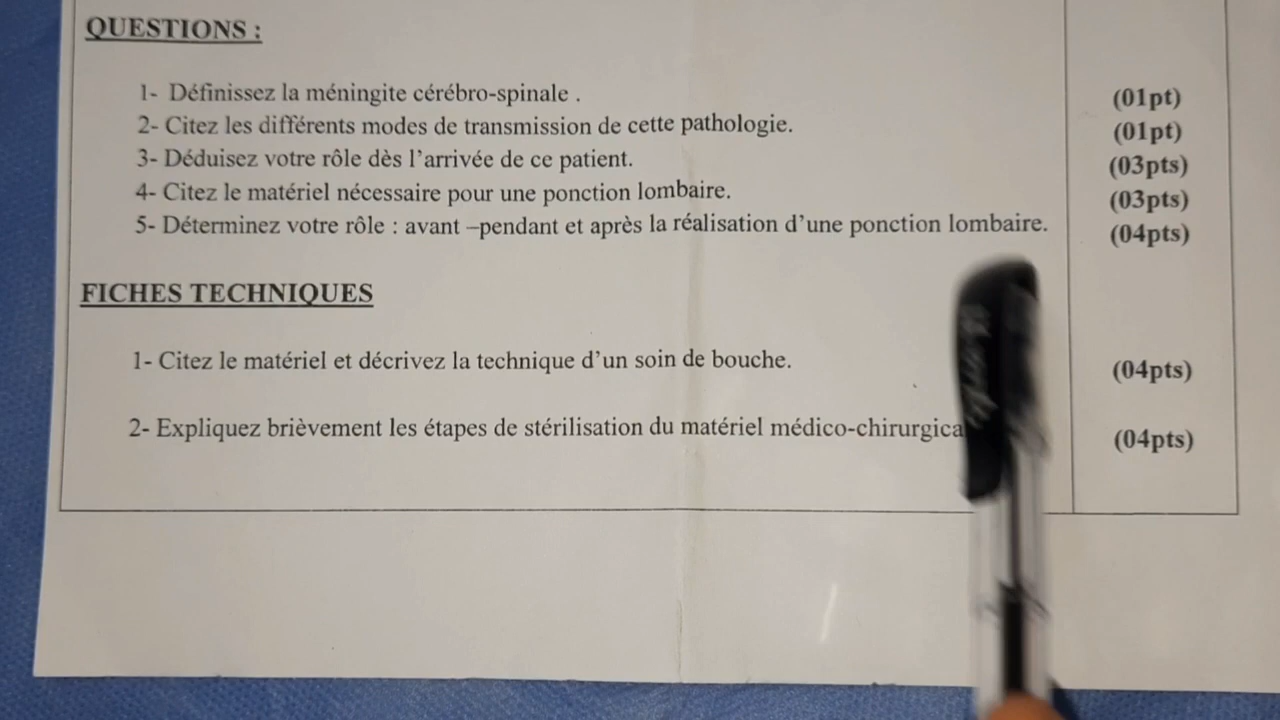 QUESTIONS :
1- Définissez la méningite cérébro-spinale . (01pt)
2- Citez les différents modes de transmission de cette pathologie. (01pt)
3- Déduisez votre rôle dès l’arrivée de ce patient. (03pts)
4- Citez le matériel nécessaire pour une ponction lombaire. (03pts)
5- Déterminez votre rôle : avant –pendant et après la réalisation d’une ponction lombaire. (04pts)
FICHES TECHNIQUES
1- Citez le matériel et décrivez la technique d’un soin de bouche. (04pts)
2- Expliquez brièvement les étapes de stérilisation du matériel médico-chirurgica (04pts)